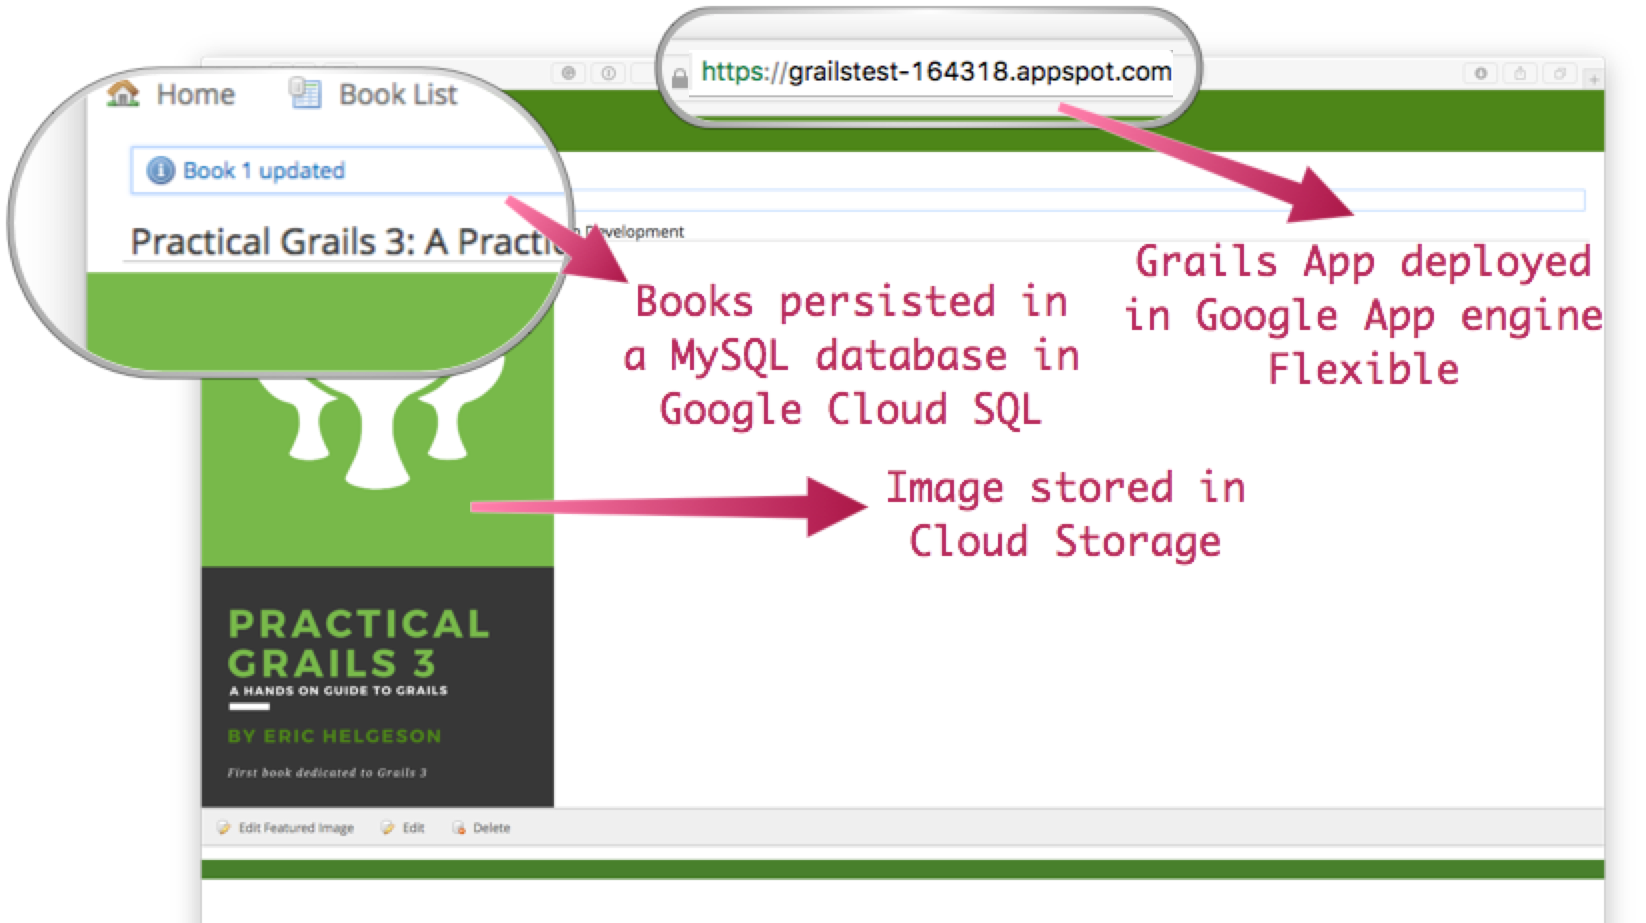 https://grailstest-164318.appspot.com
Home Book List
Book 1 updated
Practical Grails 3: A Practic
Development
Grails App deployed
in Google App engine
Flexible
Books persisted in
a MySQL database in
Google Cloud SQL
Image stored in
Cloud Storage
PRACTICAL
GRAILS 3
A HANDS ON GUIDE TO GRAILS
BY ERIC HELGESON
First book dedicated to Grails 3
Edit Featured Image Edit Delete